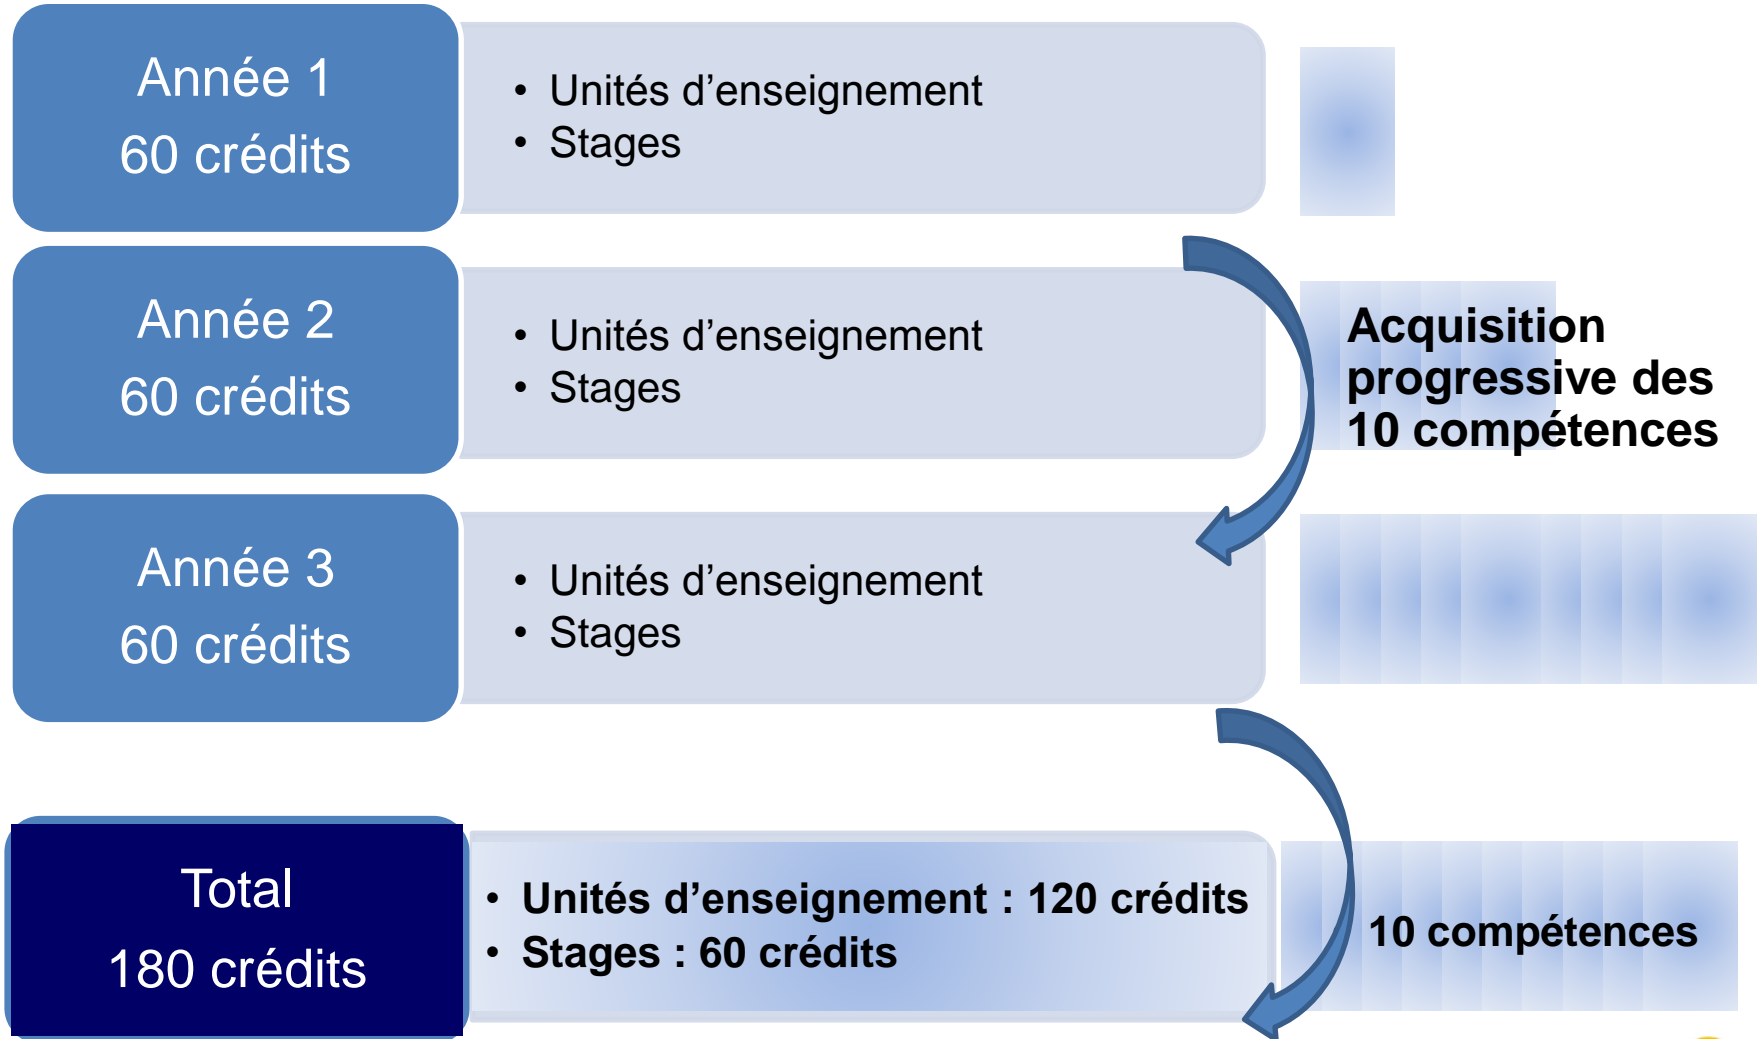 Année 1
60 crédits
• Unités d’enseignement
• Stages
Année 2
60 crédits
• Unités d’enseignement
• Stages
Acquisition
progressive des
10 compétences
Année 3
60 crédits
• Unités d’enseignement
• Stages
Total
180 crédits
• Unités d’enseignement : 120 crédits
• Stages : 60 crédits
10 compétences